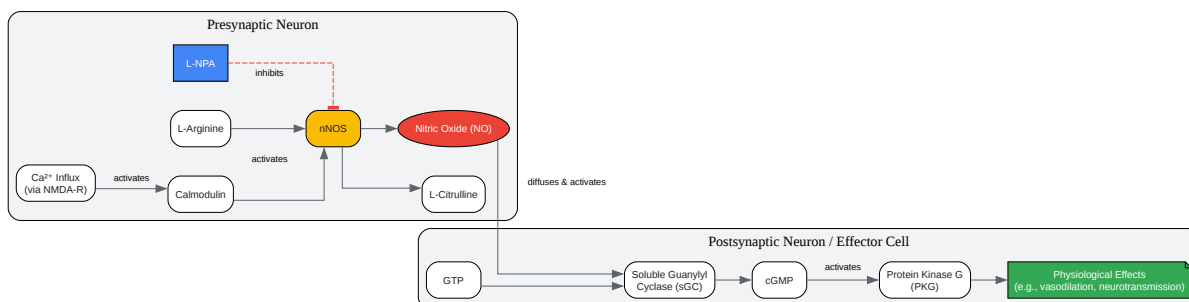 Presynaptic Neuron
L-NPA
inhibits
L-Arginine
nNOS
Nitric Oxide (NO)
activates
Ca²⁺ Influx
(via NMDA-R)
activates
Calmodulin
L-Citrulline
diffuses & activates
Postsynaptic Neuron / Effector Cell
GTP
Soluble Guanylyl
Cyclase (sGC)
cGMP
activates
Protein Kinase G
(PKG)
Physiological Effects
(e.g., vasodilation, neurotransmission)